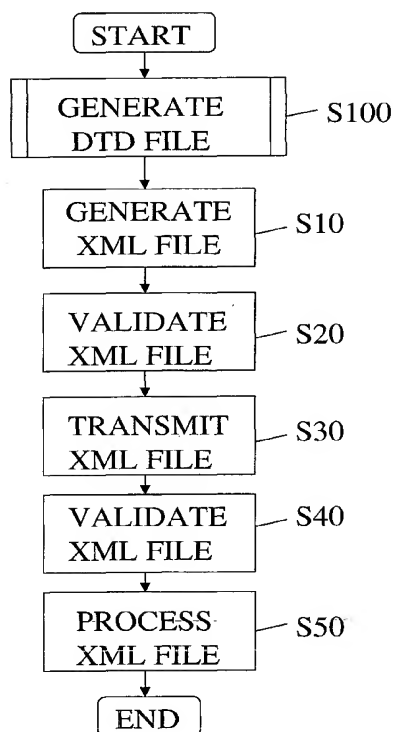 START
GENERATE
DTD FILE
S100
GENERATE
XML FILE
S10
VALIDATE
XML FILE
S20
TRANSMIT
XML FILE
S30
VALIDATE
XML FILE
S40
PROCESS
XML FILE
S50
END